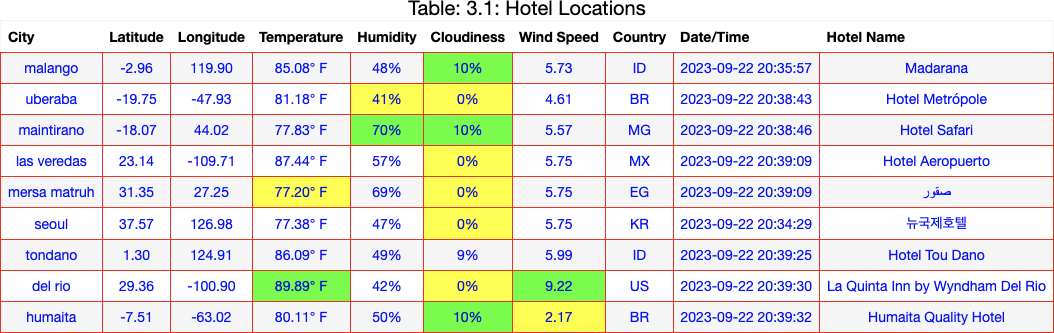 Table: 3.1: Hotel Locations
City Latitude Longitude Temperature Humidity Cloudiness Wind Speed Country Date/Time Hotel Name
malango -2.96 119.90 85.08° F 48% 10% 5.73 ID 2023-09-22 20:35:57 Madarana
uberaba -19.75 -47.93 81.18° F 41% 0% 4.61 BR 2023-09-22 20:38:43 Hotel Metrópole
maintirano -18.07 44.02 77.83° F 70% 10% 5.57 MG 2023-09-22 20:38:46 Hotel Safari
las veredas 23.14 -109.71 87.44° F 57% 0% 5.75 MX 2023-09-22 20:39:09 Hotel Aeropuerto
mersa matruh 31.35 27.25 77.20° F 69% 0% 5.75 EG 2023-09-22 20:39:09 صقور
seoul 37.57 126.98 77.38° F 47% 0% 5.75 KR 2023-09-22 20:34:29 뉴국제호텔
tondano 1.30 124.91 86.09° F 49% 9% 5.99 ID 2023-09-22 20:39:25 Hotel Tou Dano
del rio 29.36 -100.90 89.89° F 42% 0% 9.22 US 2023-09-22 20:39:30 La Quinta Inn by Wyndham Del Rio
humaita -7.51 -63.02 80.11° F 50% 10% 2.17 BR 2023-09-22 20:39:32 Humaita Quality Hotel